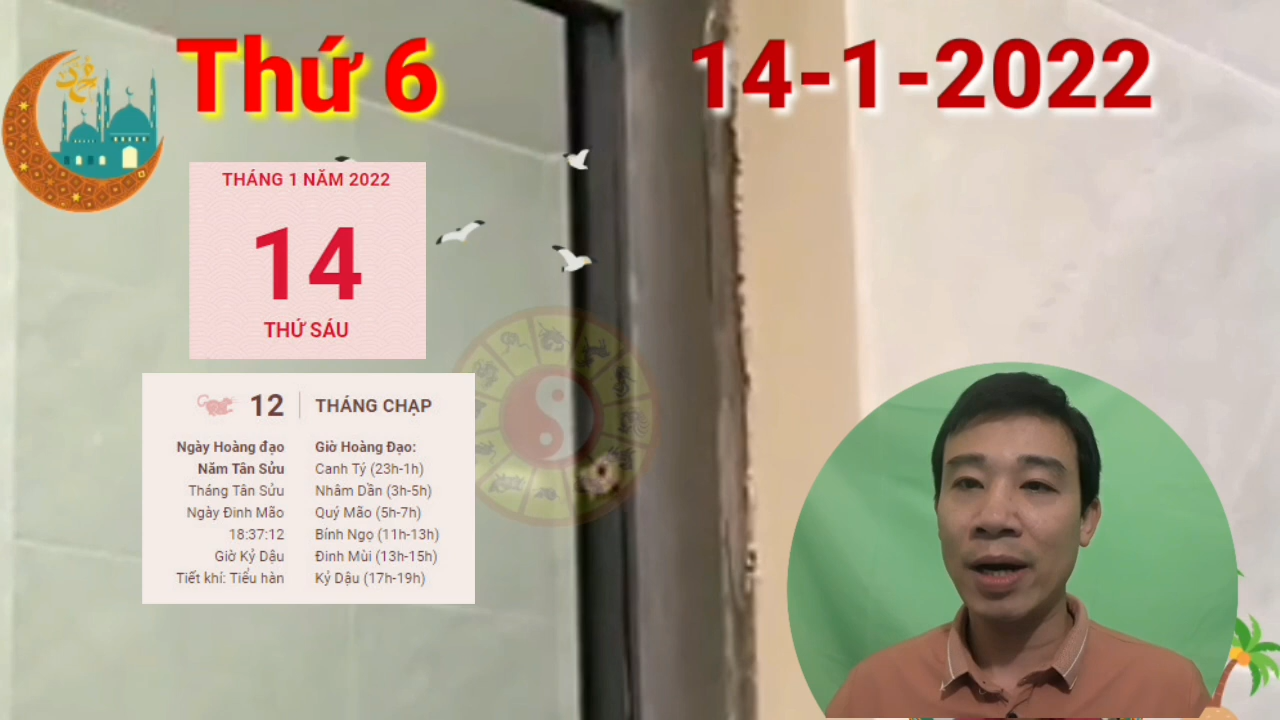 Thứ 6
14-1-2022
THÁNG 1 NĂM 2022
14
THỨ SÁU
12 THÁNG CHẠP
Ngày Hoàng đạo
Năm Tân Sửu
Tháng Tân Sửu
Ngày Đinh Mão
18:37:12
Giờ Kỷ Dậu
Tiết khí: Tiểu hàn
Giờ Hoàng Đạo:
Canh Tý (23h-1h)
Nhâm Dần (3h-5h)
Quý Mão (5h-7h)
Bính Ngọ (11h-13h)
Đinh Mùi (13h-15h)
Kỷ Dậu (17h-19h)